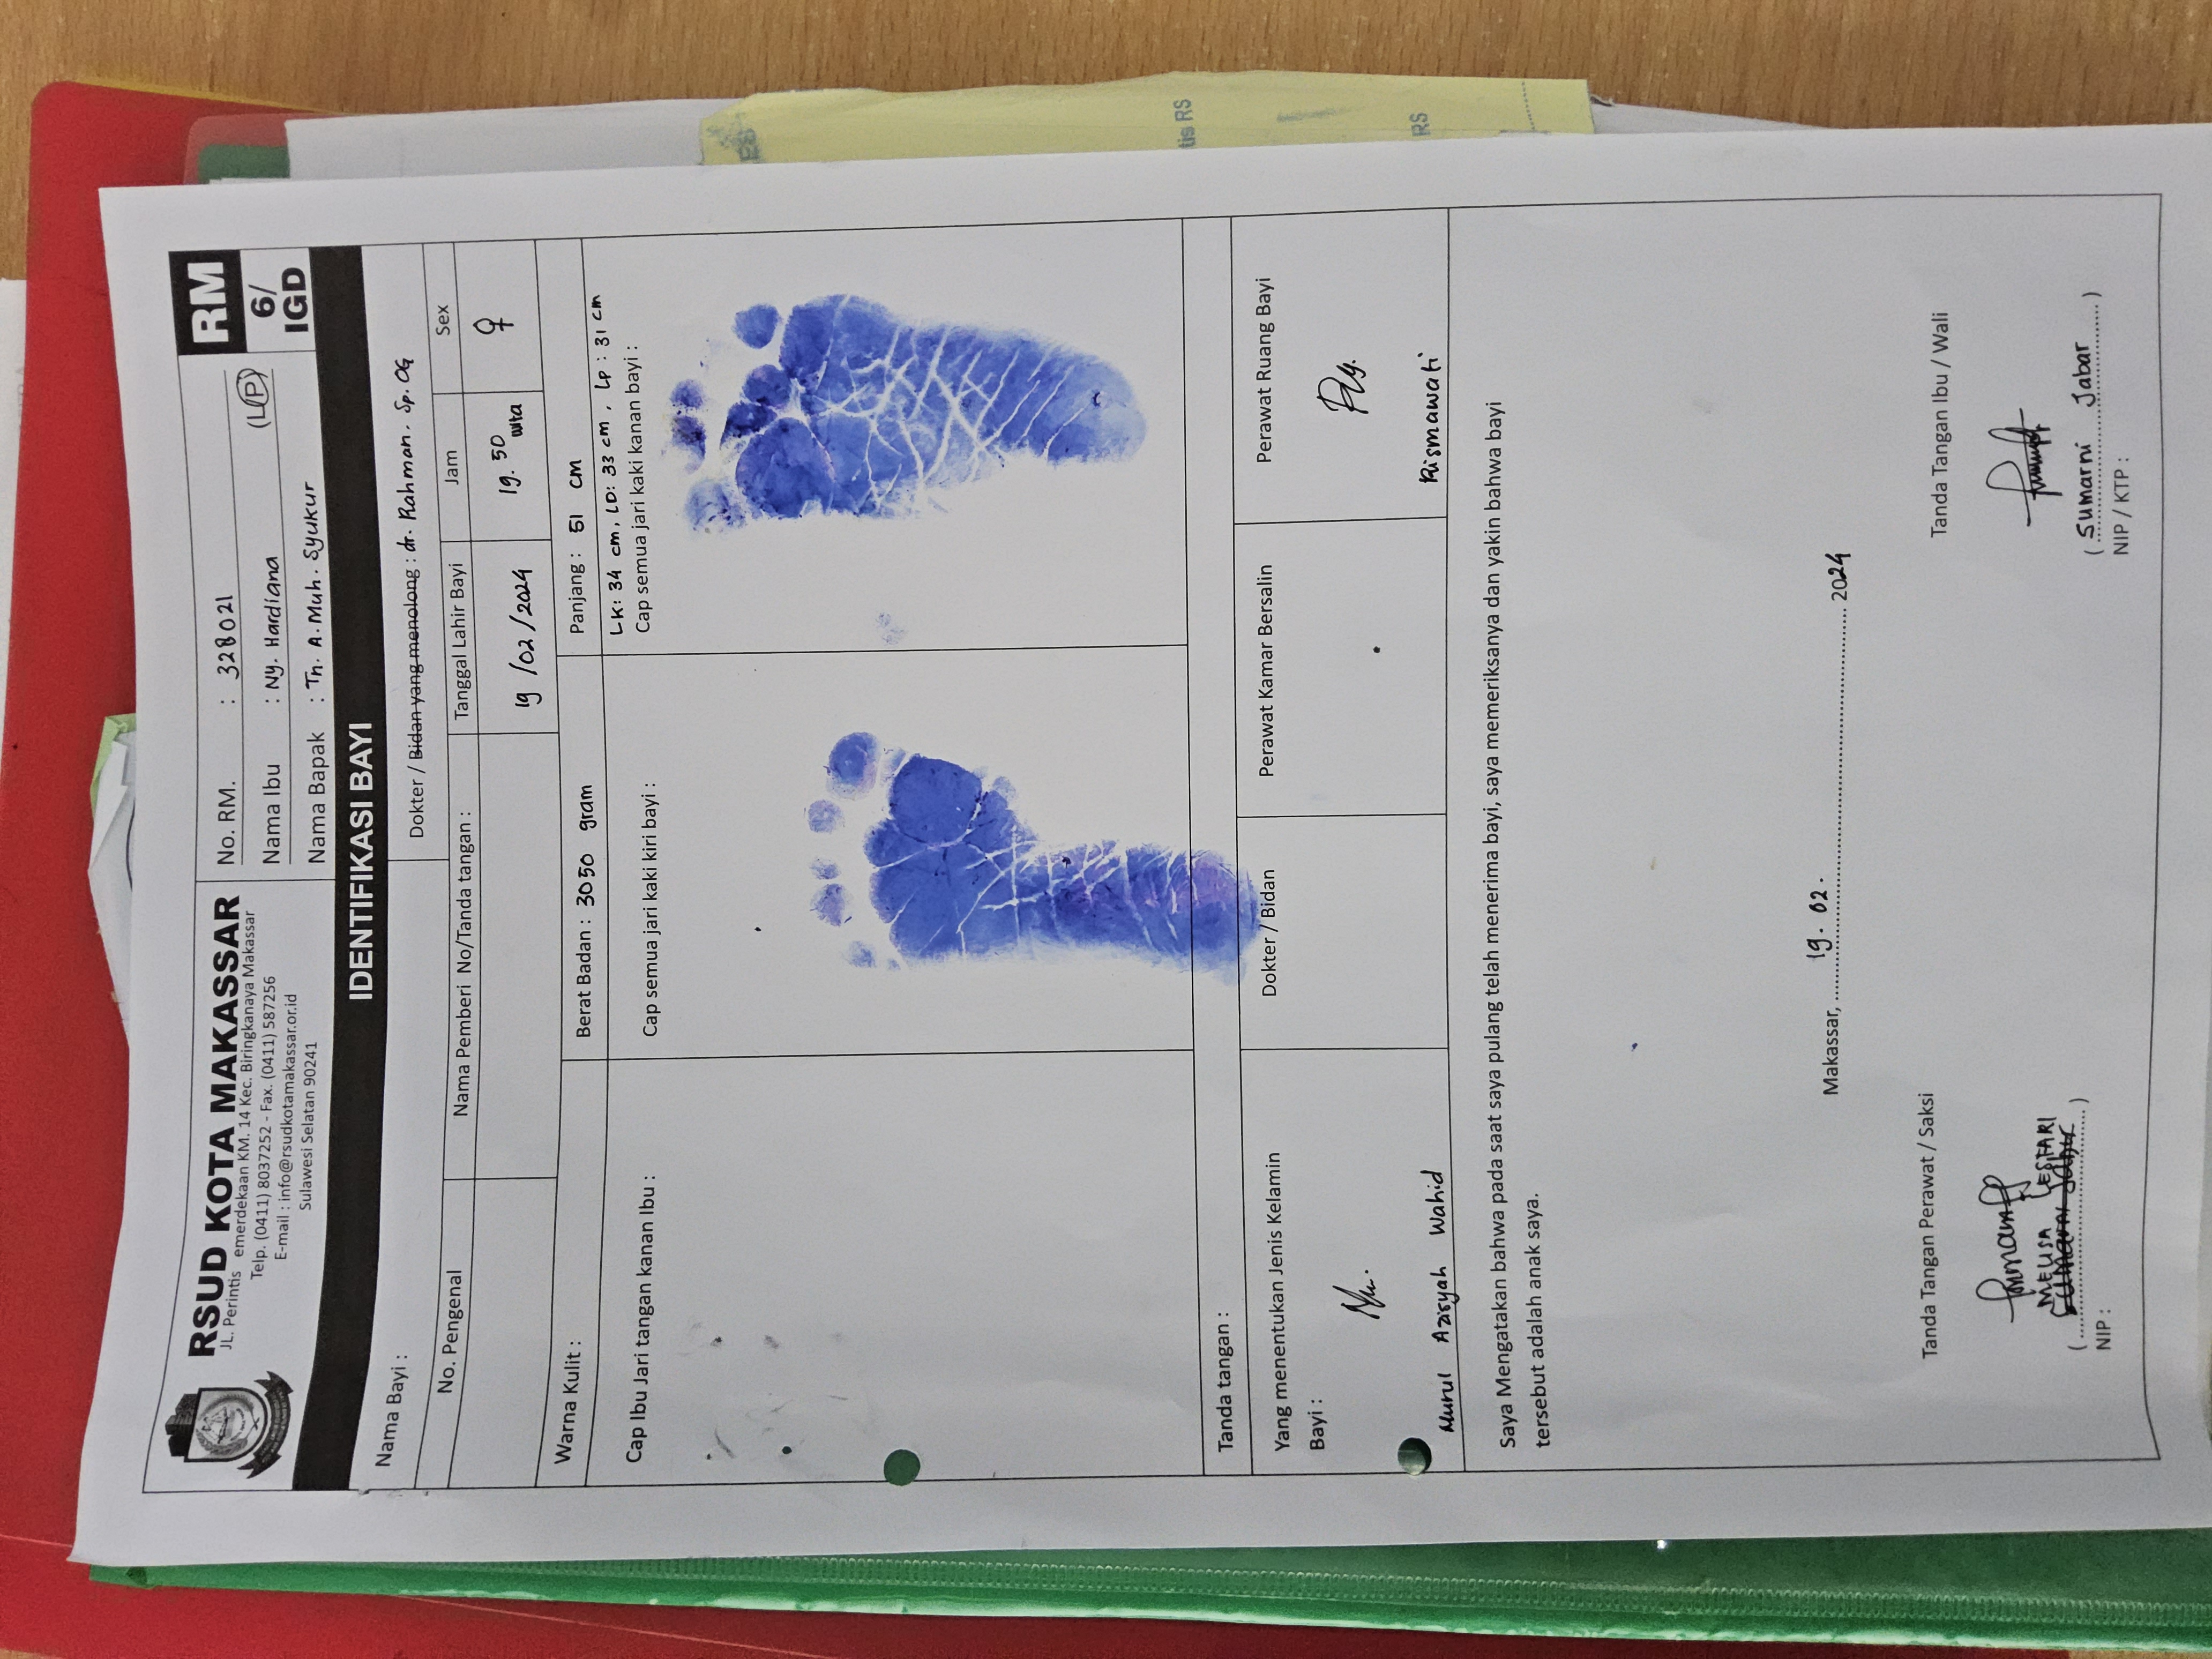 RSUD KOTA MAKASSAR
JL. Perintis emerdekaan KM. 14 Kec. Biringkanaya Makassar
Telp. (0411) 8037252 - Fax. (0411) 587256
E-mail : info@rsudkotamakassar.or.id
Sulawesi Selatan 90241
No. RM. : 328021
Nama Ibu : Ny. Hardiana (L/P)
Nama Bapak : Tn. A. Muh. Syukur
RM
6/
IGD
IDENTIFIKASI BAYI
Nama Bayi :
Dokter / Bidan yang menolong : dr. Rahman. Sp. OG
No. Pengenal
Nama Pemberi No/Tanda tangan :
Tanggal Lahir Bayi
Jam
Sex
19/02/2024
19.50 wita
♀
Warna Kulit :
Berat Badan : 3050 gram
Panjang : 51 cm
LK: 34 cm, LD: 33 cm, Lp : 31 cm
Cap Ibu Jari tangan kanan Ibu :
Cap semua jari kaki kiri bayi :
Cap semua jari kaki kanan bayi :
Tanda tangan :
Yang menentukan Jenis Kelamin
Bayi :
Dokter / Bidan
Perawat Kamar Bersalin
Perawat Ruang Bayi
Nurul Azisyah Wahid
Rismawati
Saya Mengatakan bahwa pada saat saya pulang telah menerima bayi, saya memeriksanya dan yakin bahwa bayi
tersebut adalah anak saya.
Makassar, 19. 02. 2024
Tanda Tangan Perawat / Saksi
Tanda Tangan Ibu / Wali
MELISA LESTARI
( Sumarni Jabar )
NIP :
( Sumarni Jabar )
NIP / KTP :
tis RS
RS